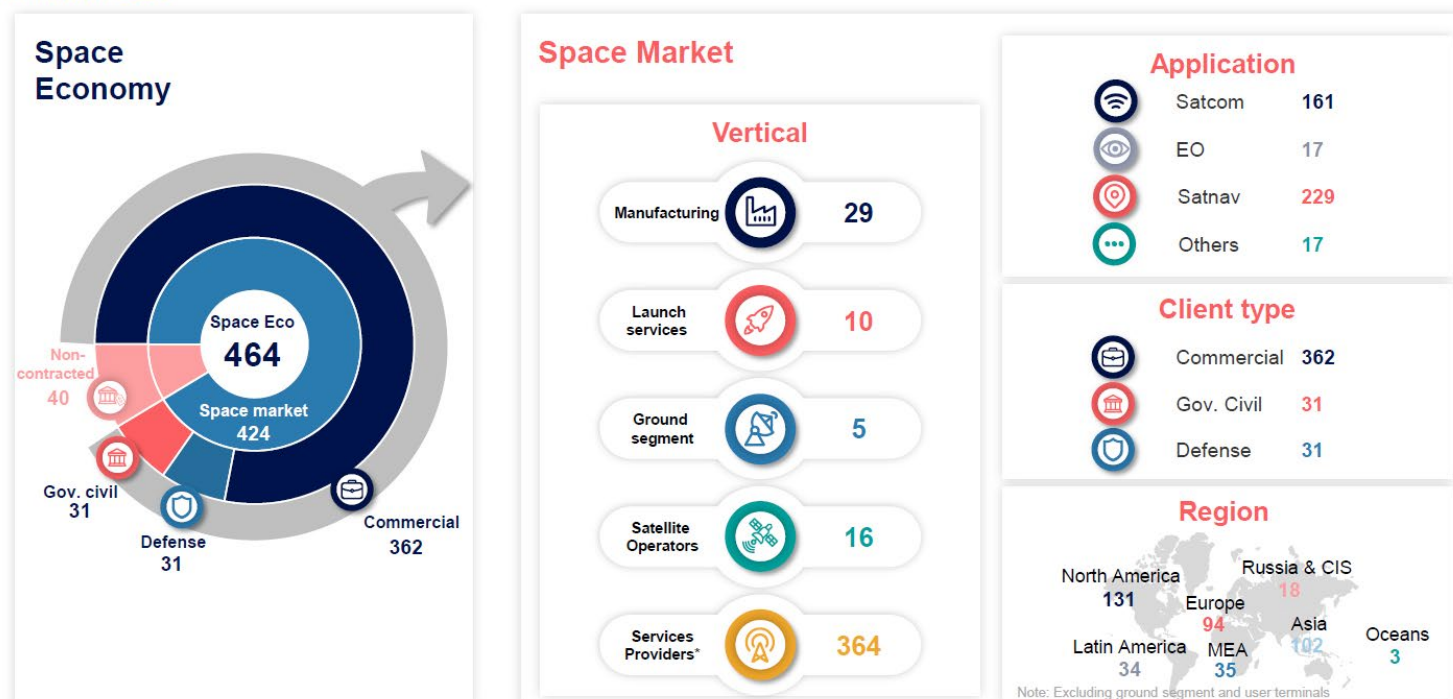 Space
Economy
Space Eco
464
Space market
424
Non-
contracted
40
Gov. civil
31
Defense
31
Commercial
362
Space Market
Vertical
Manufacturing 29
Launch
services
10
Ground
segment
5
Satellite
Operators
16
Services
Providers*
364
Application
Satcom 161
EO 17
Satnav 229
Others 17
Client type
Commercial 362
Gov. Civil 31
Defense 31
Region
North America
131
Russia & CIS
18
Europe
94
Asia
102
Oceans
3
Latin America
34
MEA
35
Note: Excluding ground segment and user terminals